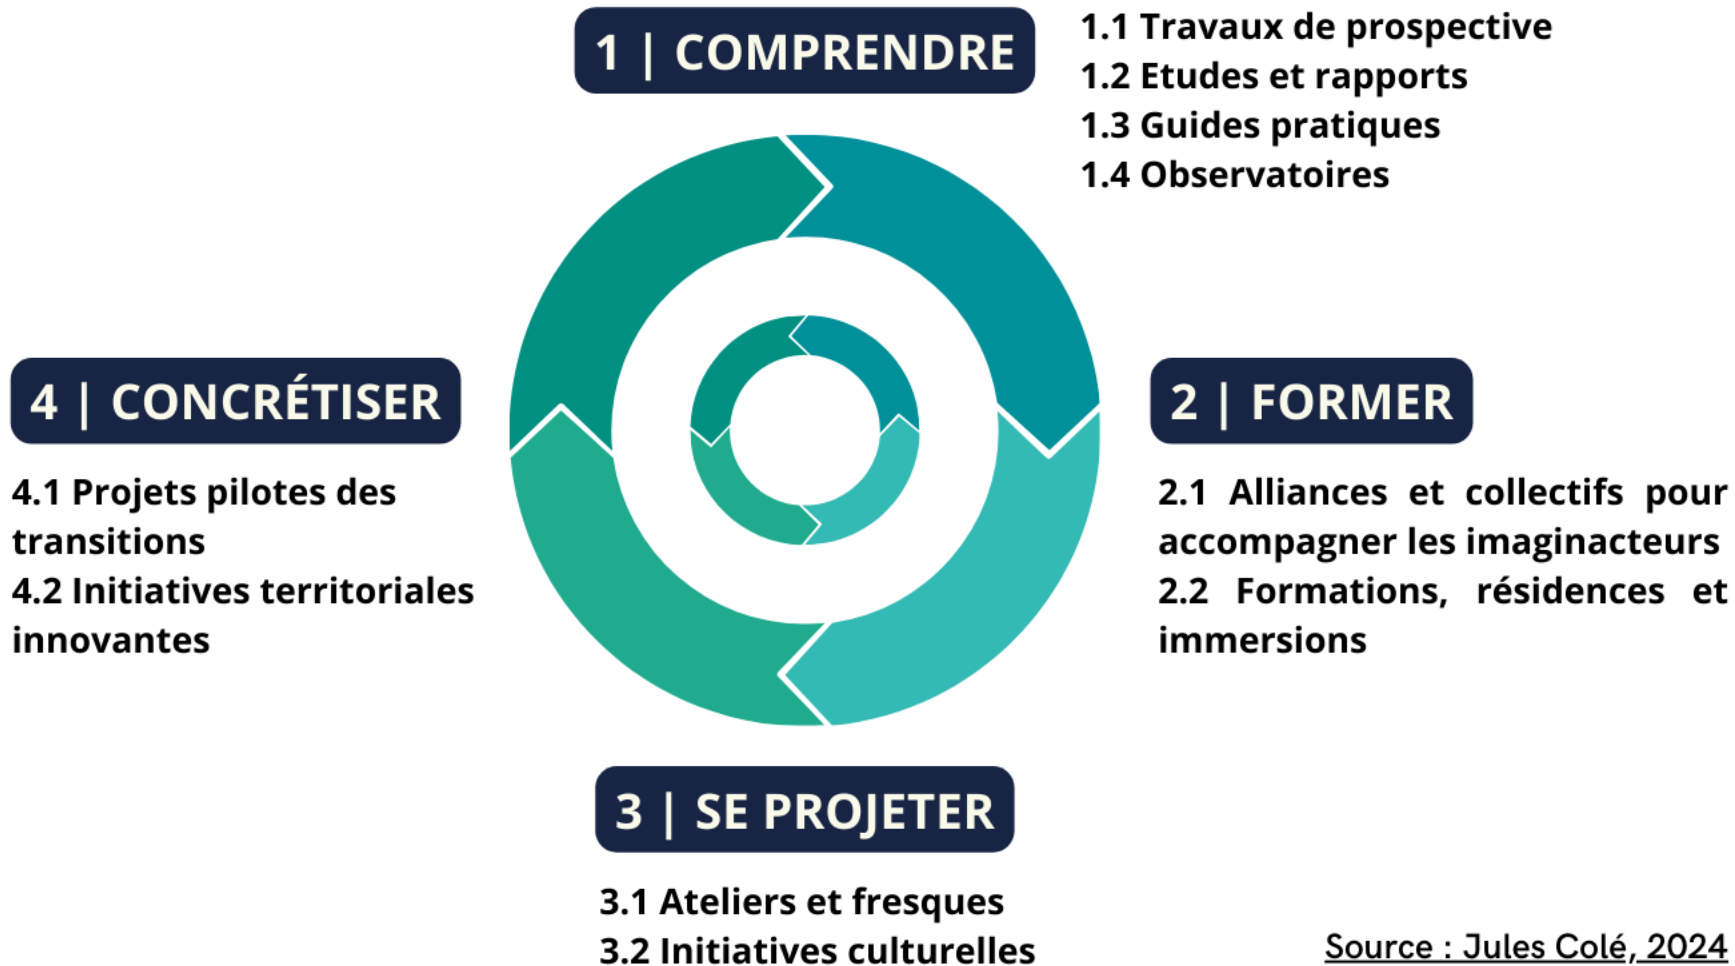 1 | COMPRENDRE
1.1 Travaux de prospective
1.2 Etudes et rapports
1.3 Guides pratiques
1.4 Observatoires
2 | FORMER
2.1 Alliances et collectifs pour
accompagner les imaginacteurs
2.2 Formations, résidences et
immersions
3 | SE PROJETER
3.1 Ateliers et fresques
3.2 Initiatives culturelles
4 | CONCRÉTISER
4.1 Projets pilotes des
transitions
4.2 Initiatives territoriales
innovantes
Source : Jules Colé, 2024